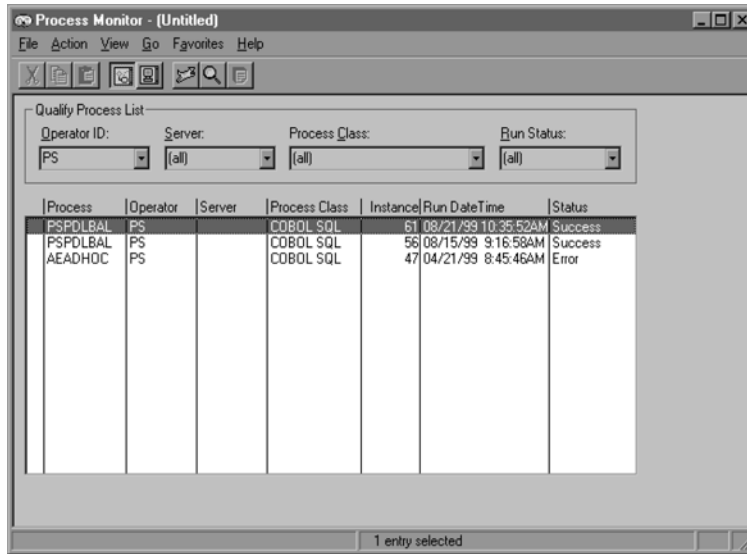 Process Monitor - (Untitled)
File Action View Go Favorites Help
Qualify Process List
Operator ID: Server: Process Class: Run Status:
PS (all) (all) (all)
Process Operator Server Process Class Instance Run DateTime Status
PSPDLBAL PS COBOL SQL 61 08/21/99 10:35:52AM Success
PSPDLBAL PS COBOL SQL 56 08/15/99 9:16:58AM Success
AEADHOC PS COBOL SQL 47 04/21/99 8:45:46AM Error
1 entry selected